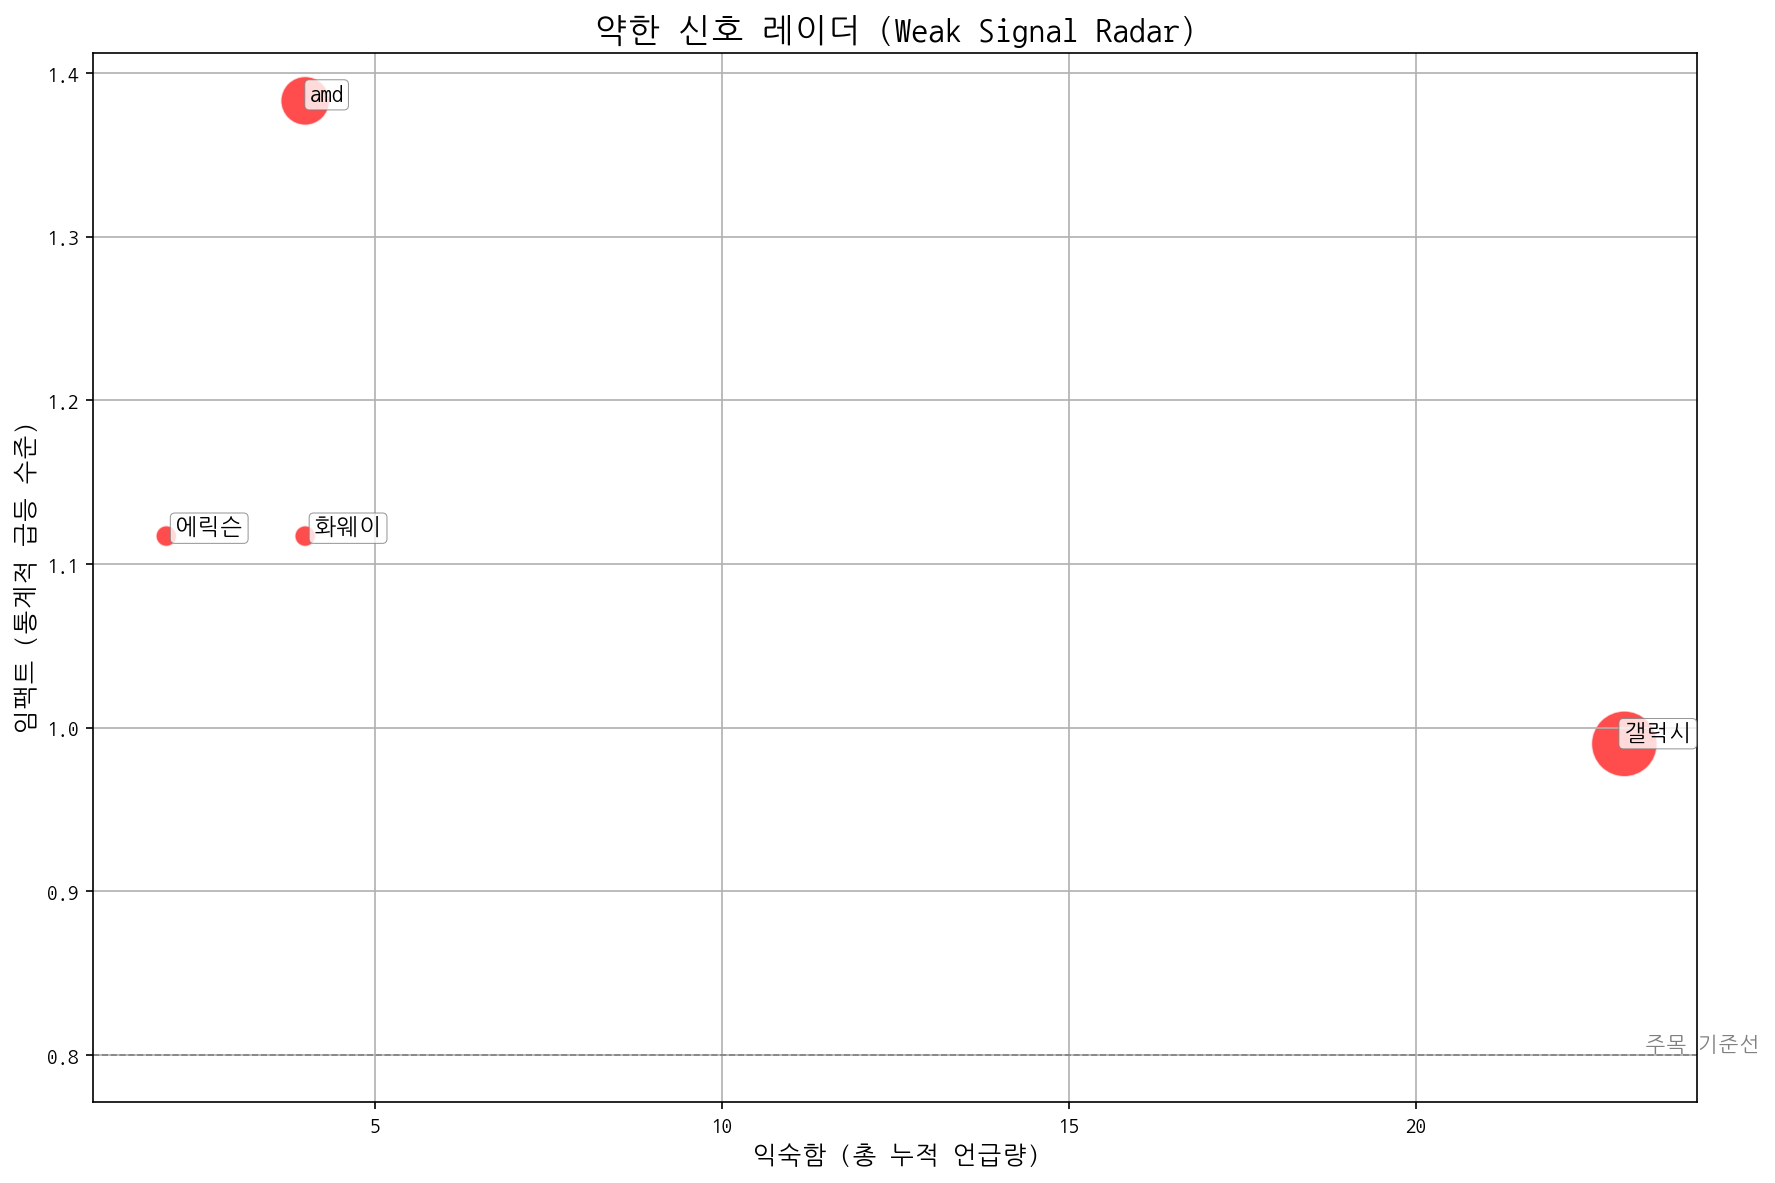 약한 신호 레이더 (Weak Signal Radar)
임팩트 (통계적 급등 수준)
1.4
1.3
1.2
1.1
1.0
0.9
0.8
amd
에릭슨
화웨이
갤럭시
주목 기준선
5
10
15
20
익숙함 (총 누적 언급량)